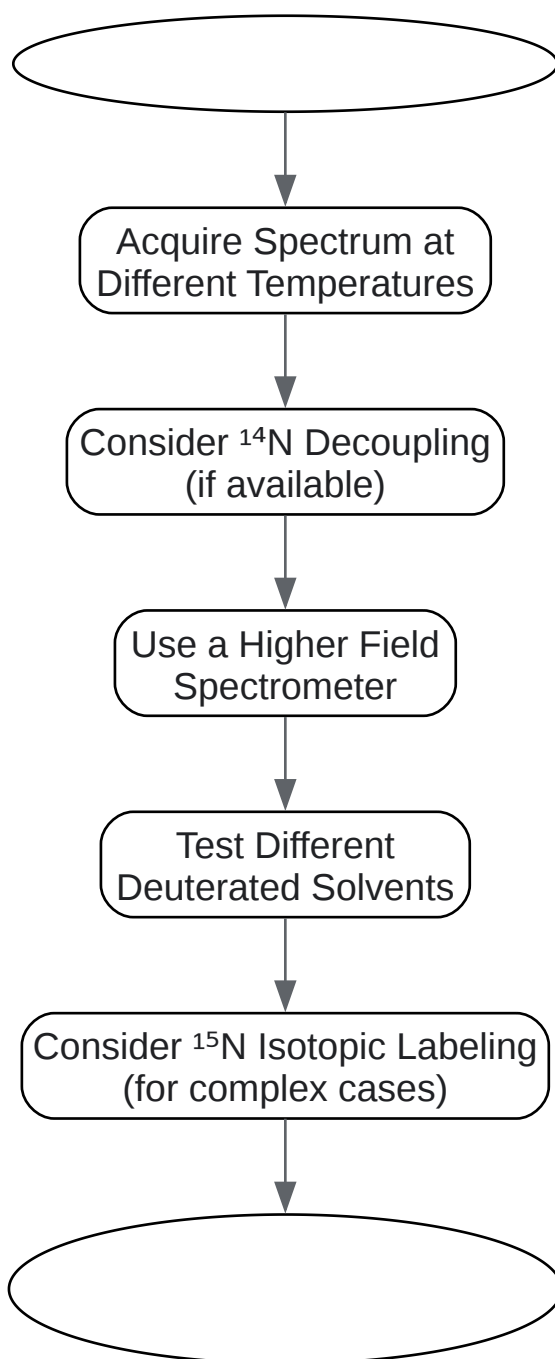 Acquire Spectrum at
Different Temperatures
Consider ¹⁴N Decoupling
(if available)
Use a Higher Field
Spectrometer
Test Different
Deuterated Solvents
Consider ¹⁵N Isotopic Labeling
(for complex cases)